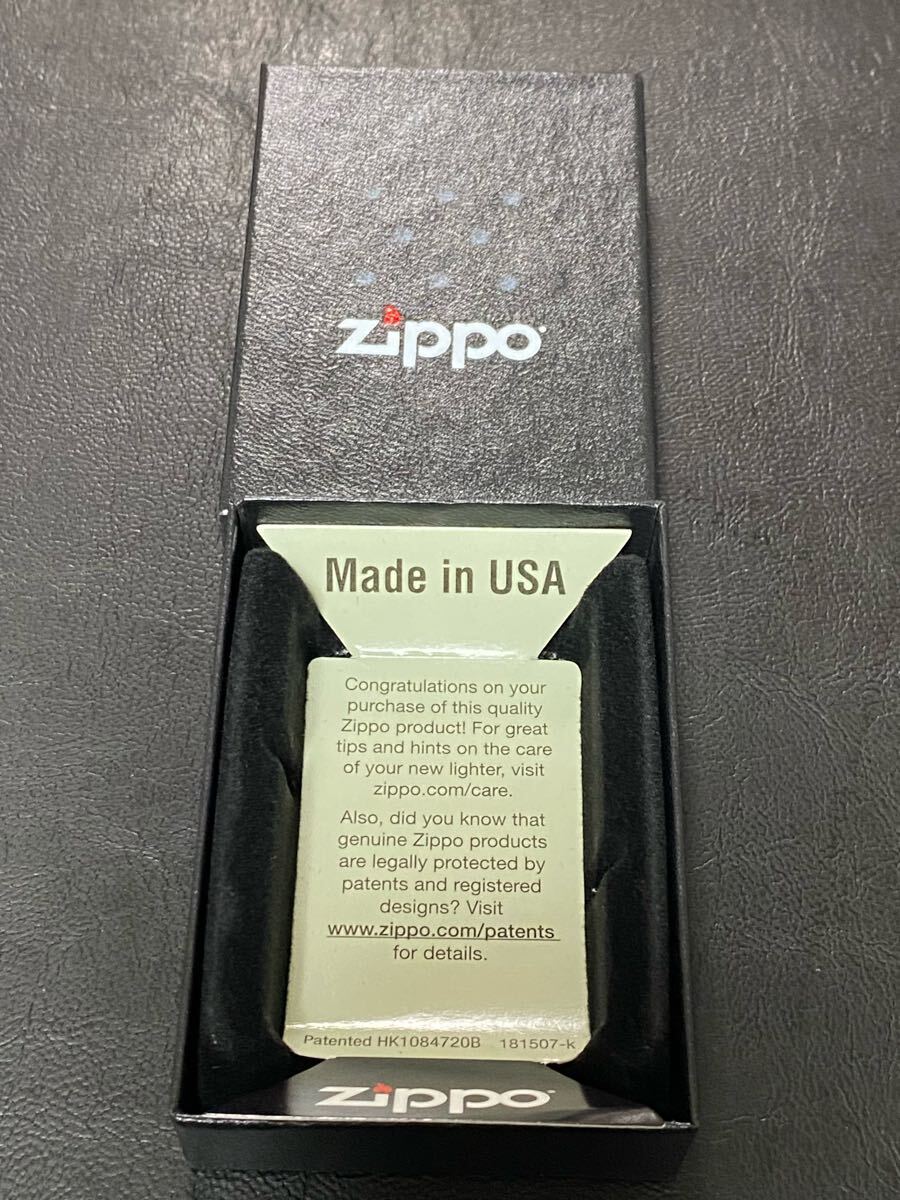 zippo
Made in USA
Congratulations on your
purchase of this quality
Zippo product! For great
tips and hints on the care
of your new lighter, visit
zippo.com/care.
Also, did you know that
genuine Zippo products
are legally protected by
patents and registered
designs? Visit
www.zippo.com/patents
for details.
Patented HK1084720B 181507-k
zippo